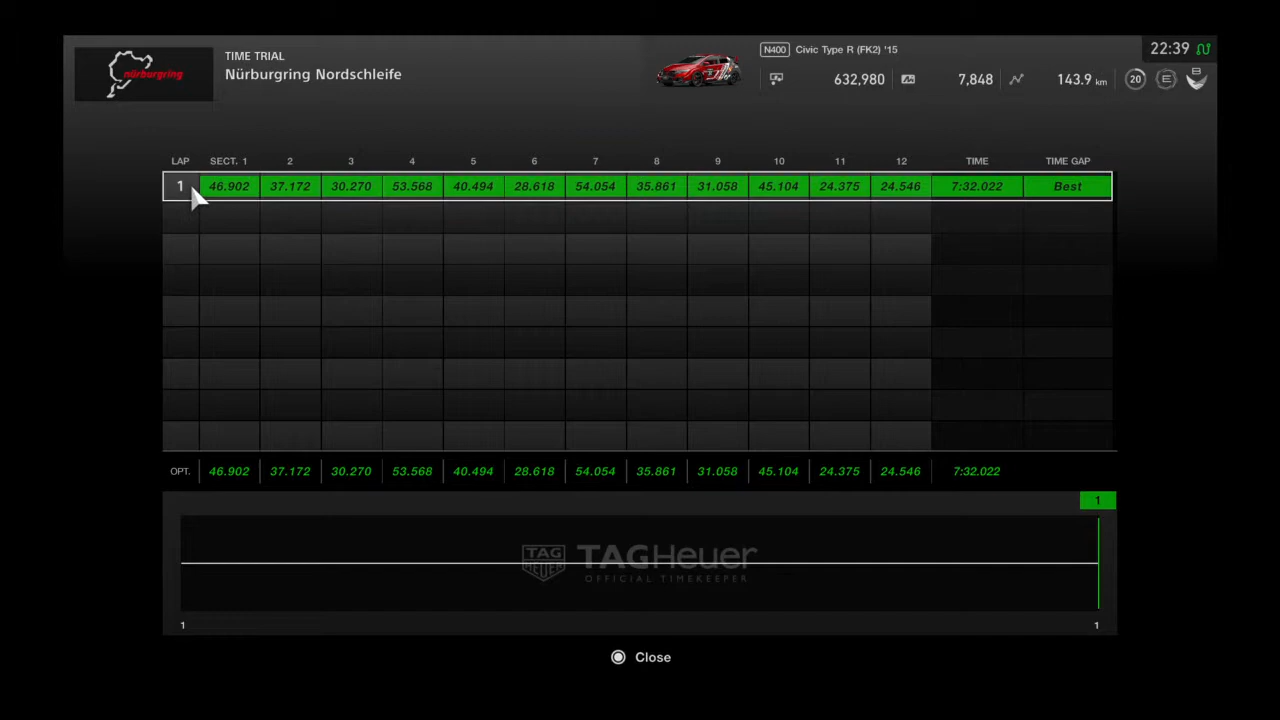 nürburgring
TIME TRIAL
Nürburgring Nordschleife
N400 Civic Type R (FK2) '15
632,980 7,848 143.9 km 20 E B
22:39
LAP SECT. 1 2 3 4 5 6 7 8 9 10 11 12 TIME TIME GAP
1 46.902 37.172 30.270 53.568 40.494 28.618 54.054 35.861 31.058 45.104 24.375 24.546 7:32.022 Best
OPT. 46.902 37.172 30.270 53.568 40.494 28.618 54.054 35.861 31.058 45.104 24.375 24.546 7:32.022
1
TAG HEUER TAGHeuer
OFFICIAL TIMEKEEPER
1 1
Close